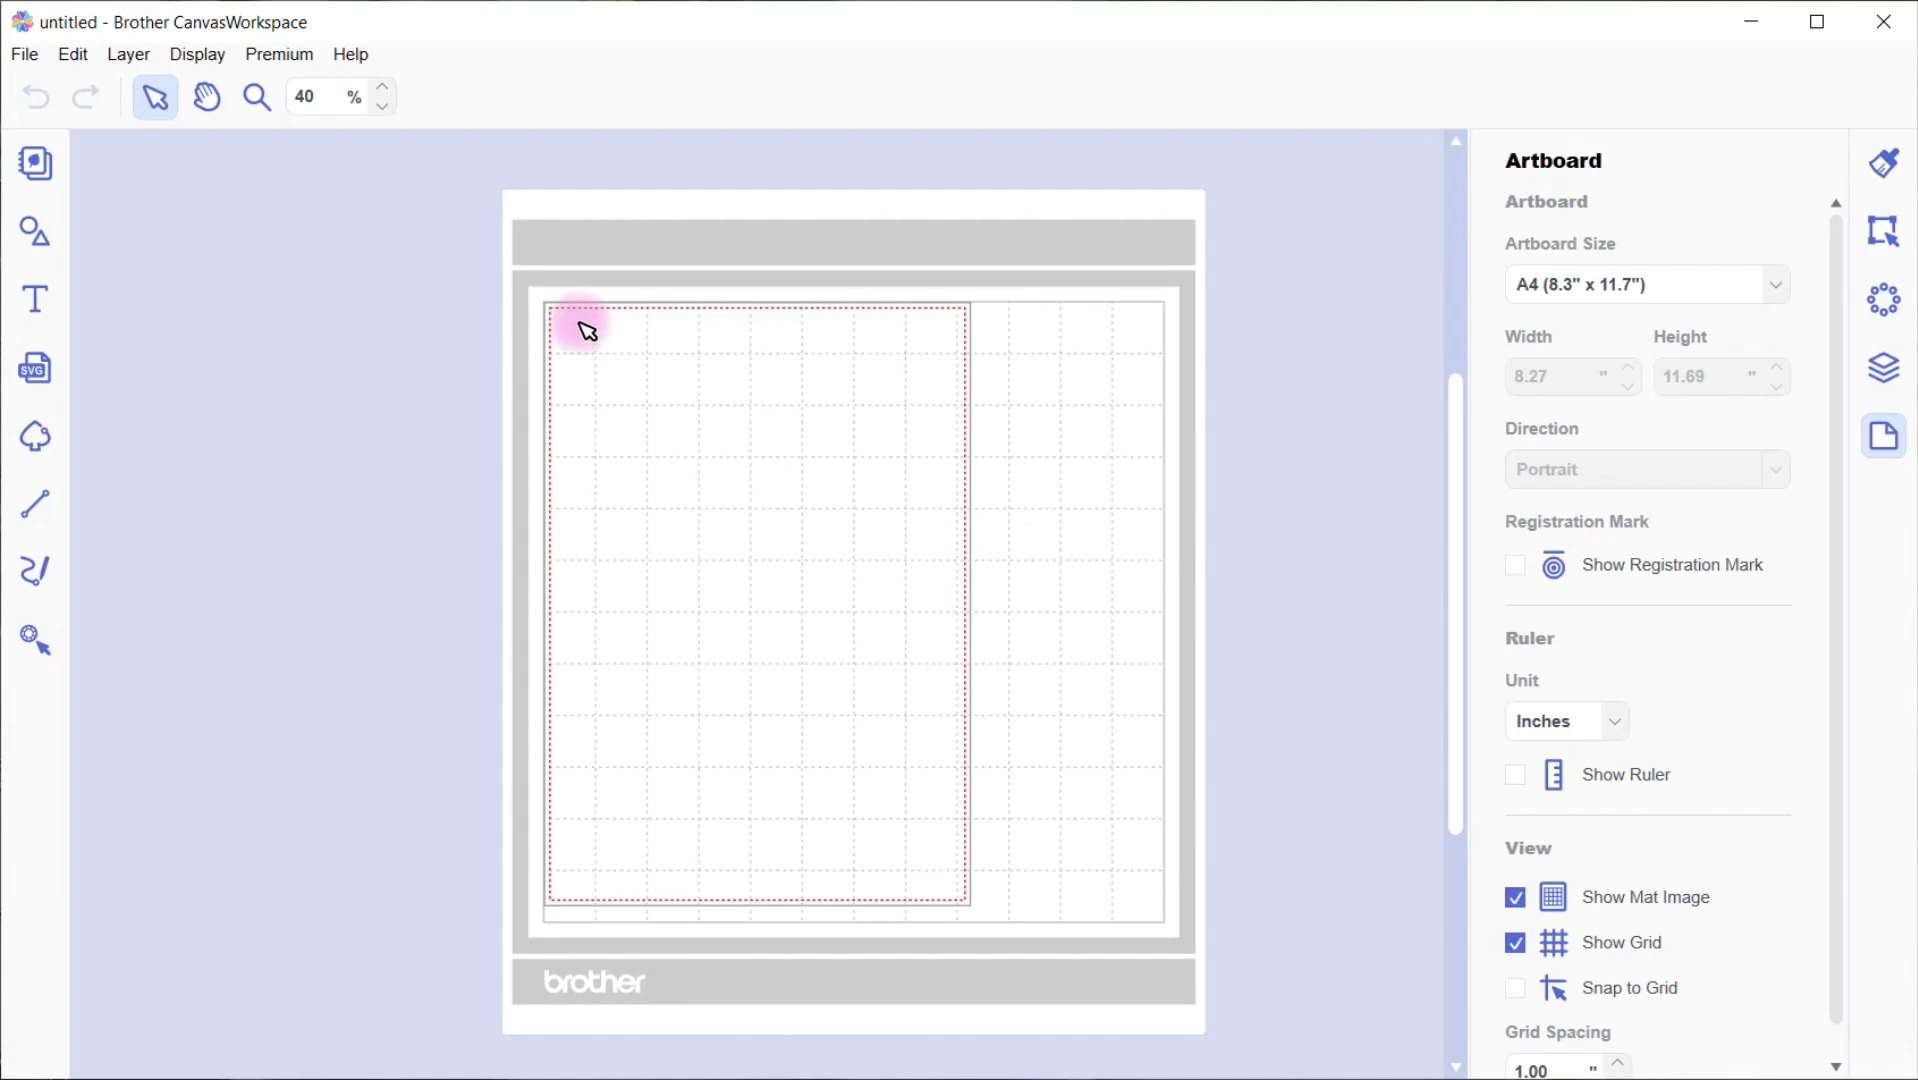 untitled - Brother CanvasWorkspace
File Edit Layer Display Premium Help
40 %
SVG
brother
Artboard
Artboard
Artboard Size
A4 (8.3" x 11.7")
Width Height
8.27 " 11.69 "
Direction
Portrait
Registration Mark
Show Registration Mark
Ruler
Unit
Inches
Show Ruler
View
Show Mat Image
Show Grid
Snap to Grid
Grid Spacing
1.00 "